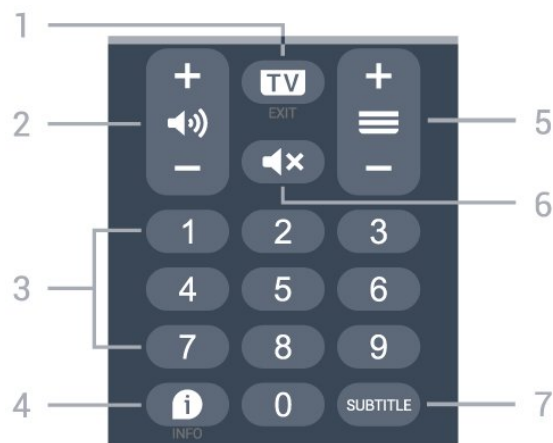 1
+ TV +
EXIT
2 5
− −
6
1 2 3
3
4 5 6
7 8 9
4 i 0 SUBTITLE 7
INFO